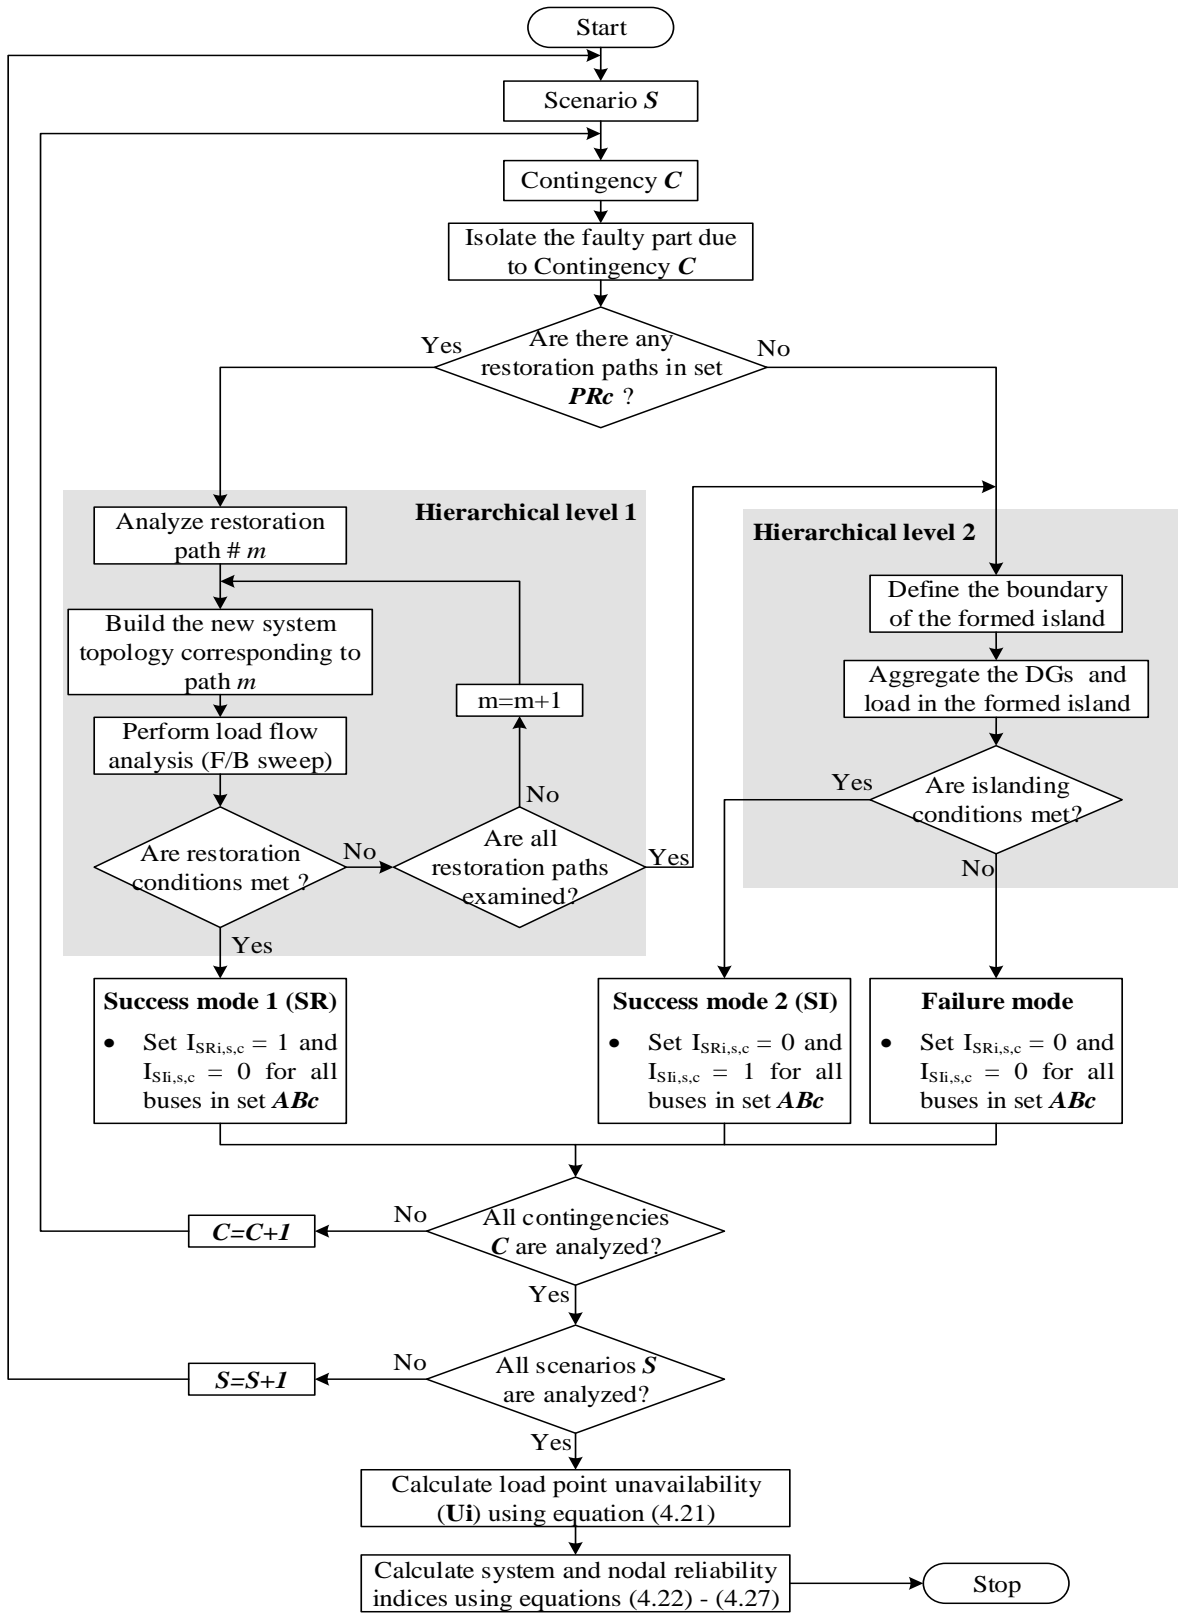 Start
Scenario S
Contingency C
Isolate the faulty part due
to Contingency C
Are there any
restoration paths in set
PRc ?
Yes
No
Hierarchical level 1
Analyze restoration
path # m
Build the new system
topology corresponding to
path m
Perform load flow
analysis (F/B sweep)
m=m+1
No
Are restoration
conditions met ?
No
Are all
restoration paths
examined?
Yes
Yes
Hierarchical level 2
Define the boundary
of the formed island
Aggregate the DGs and
load in the formed island
Are islanding
conditions met?
Yes
No
Success mode 1 (SR)
• Set I_SRi,s,c = 1 and
I_SIi,s,c = 0 for all
buses in set ABc
Success mode 2 (SI)
• Set I_SRi,s,c = 0 and
I_SIi,s,c = 1 for all
buses in set ABc
Failure mode
• Set I_SRi,s,c = 0 and
I_SIi,s,c = 0 for all
buses in set ABc
All contingencies
C are analyzed?
No
C=C+1
Yes
All scenarios S
are analyzed?
No
S=S+1
Yes
Calculate load point unavailability
(Ui) using equation (4.21)
Calculate system and nodal reliability
indices using equations (4.22) - (4.27)
Stop